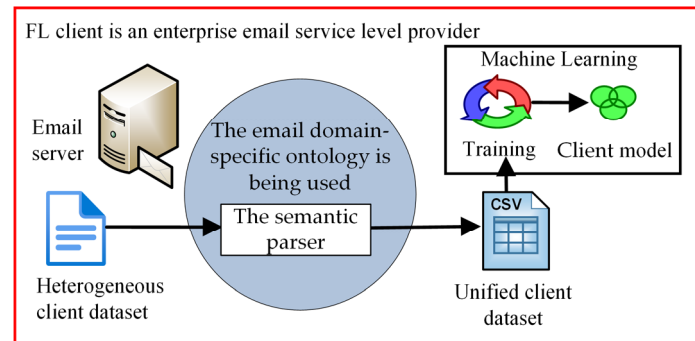 FL client is an enterprise email service level provider
Machine Learning
Training
Client model
Email
server
The email domain-
specific ontology is
being used
The semantic
parser
CSV
Heterogeneous
client dataset
Unified client
dataset